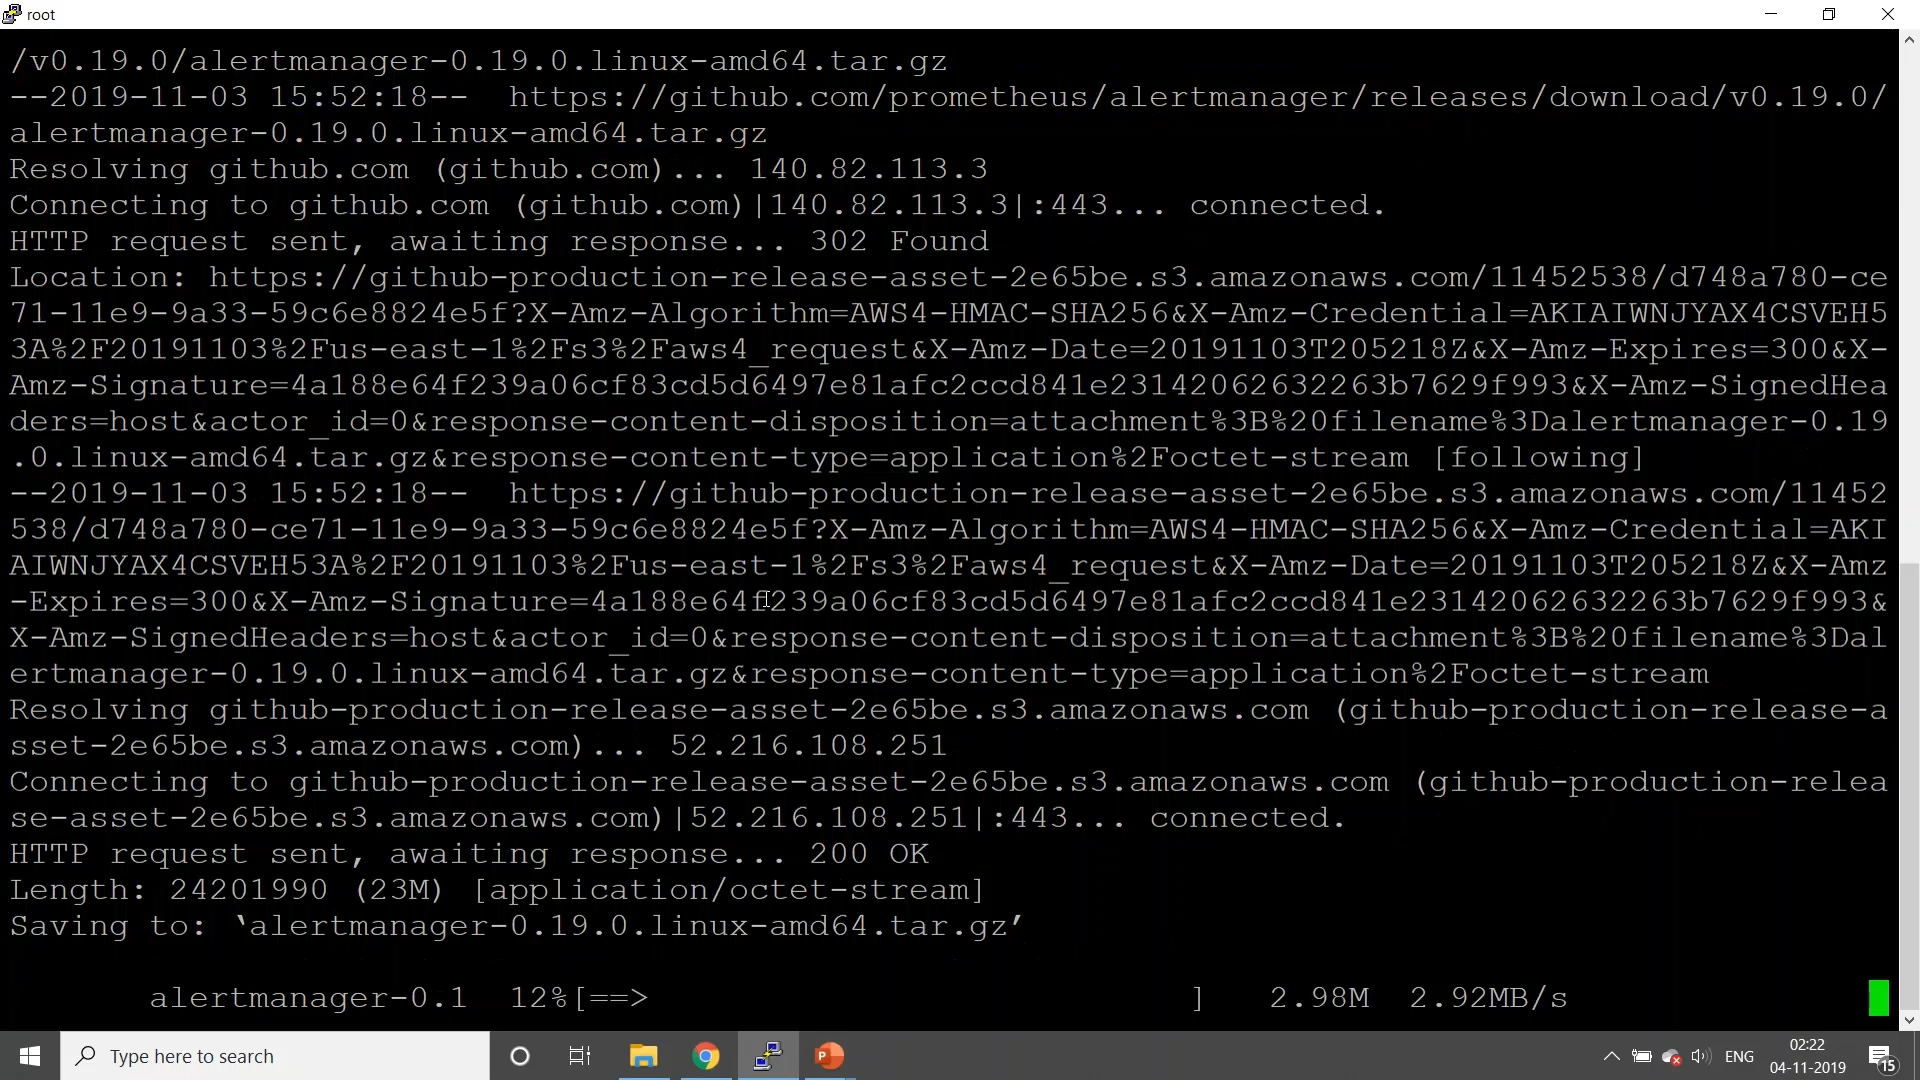 root
/v0.19.0/alertmanager-0.19.0.linux-amd64.tar.gz
--2019-11-03 15:52:18--  https://github.com/prometheus/alertmanager/releases/download/v0.19.0/
alertmanager-0.19.0.linux-amd64.tar.gz
Resolving github.com (github.com)... 140.82.113.3
Connecting to github.com (github.com)|140.82.113.3|:443... connected.
HTTP request sent, awaiting response... 302 Found
Location: https://github-production-release-asset-2e65be.s3.amazonaws.com/11452538/d748a780-ce
71-11e9-9a33-59c6e8824e5f?X-Amz-Algorithm=AWS4-HMAC-SHA256&X-Amz-Credential=AKIAIWNJYAX4CSVEH5
3A%2F20191103%2Fus-east-1%2Fs3%2Faws4_request&X-Amz-Date=20191103T205218Z&X-Amz-Expires=300&X-
Amz-Signature=4a188e64f239a06cf83cd5d6497e81afc2ccd841e23142062632263b7629f993&X-Amz-SignedHea
ders=host&actor_id=0&response-content-disposition=attachment%3B%20filename%3Dalertmanager-0.19
.0.linux-amd64.tar.gz&response-content-type=application%2Foctet-stream [following]
--2019-11-03 15:52:18--  https://github-production-release-asset-2e65be.s3.amazonaws.com/11452
538/d748a780-ce71-11e9-9a33-59c6e8824e5f?X-Amz-Algorithm=AWS4-HMAC-SHA256&X-Amz-Credential=AKI
AIWNJYAX4CSVEH53A%2F20191103%2Fus-east-1%2Fs3%2Faws4_request&X-Amz-Date=20191103T205218Z&X-Amz
-Expires=300&X-Amz-Signature=4a188e64f239a06cf83cd5d6497e81afc2ccd841e23142062632263b7629f993&
X-Amz-SignedHeaders=host&actor_id=0&response-content-disposition=attachment%3B%20filename%3Dal
ertmanager-0.19.0.linux-amd64.tar.gz&response-content-type=application%2Foctet-stream
Resolving github-production-release-asset-2e65be.s3.amazonaws.com (github-production-release-a
sset-2e65be.s3.amazonaws.com)... 52.216.108.251
Connecting to github-production-release-asset-2e65be.s3.amazonaws.com (github-production-relea
se-asset-2e65be.s3.amazonaws.com)|52.216.108.251|:443... connected.
HTTP request sent, awaiting response... 200 OK
Length: 24201990 (23M) [application/octet-stream]
Saving to: ‘alertmanager-0.19.0.linux-amd64.tar.gz’
alertmanager-0.1  12%[==>                           ]   2.98M  2.92MB/s
Type here to search
ENG
02:22
04-11-2019
15